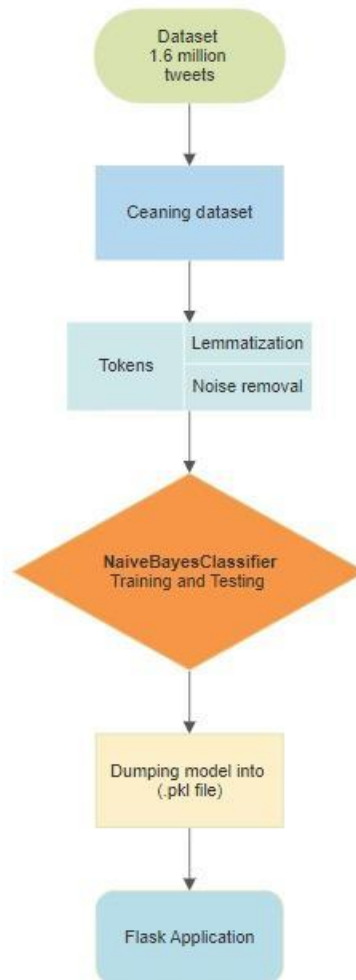 Dataset
1.6 million
tweets
Ceaning dataset
Tokens
Lemmatization
Noise removal
NaiveBayesClassifier
Training and Testing
Dumping model into
(.pkl file)
Flask Application